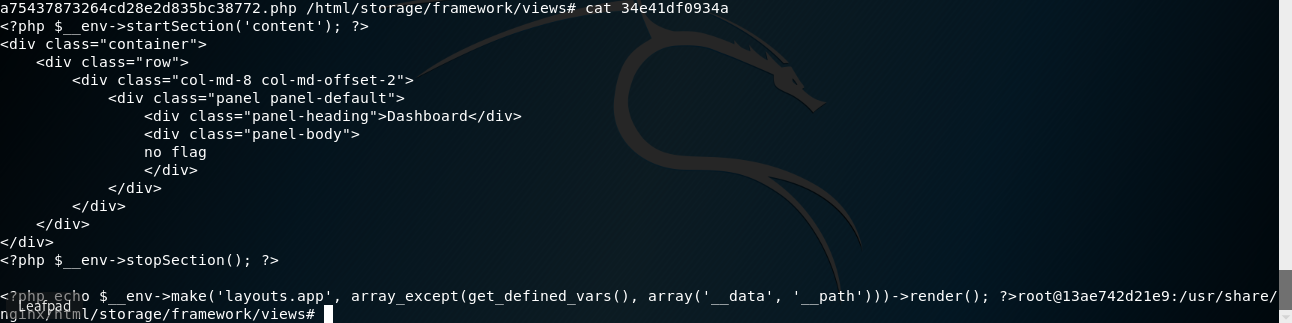 a75437873264cd28e2d835bc38772.php /html/storage/framework/views# cat 34e41df0934a
<?php $__env->startSection('content'); ?>
<div class="container">
    <div class="row">
        <div class="col-md-8 col-md-offset-2">
            <div class="panel panel-default">
                <div class="panel-heading">Dashboard</div>
                <div class="panel-body">
                no flag
                </div>
            </div>
        </div>
    </div>
</div>
<?php $__env->stopSection(); ?>
<?php echo $__env->make('layouts.app', array_except(get_defined_vars(), array('__data', '__path')))->render(); ?>root@13ae742d21e9:/usr/share/
Leafpad
nginx/html/storage/framework/views#